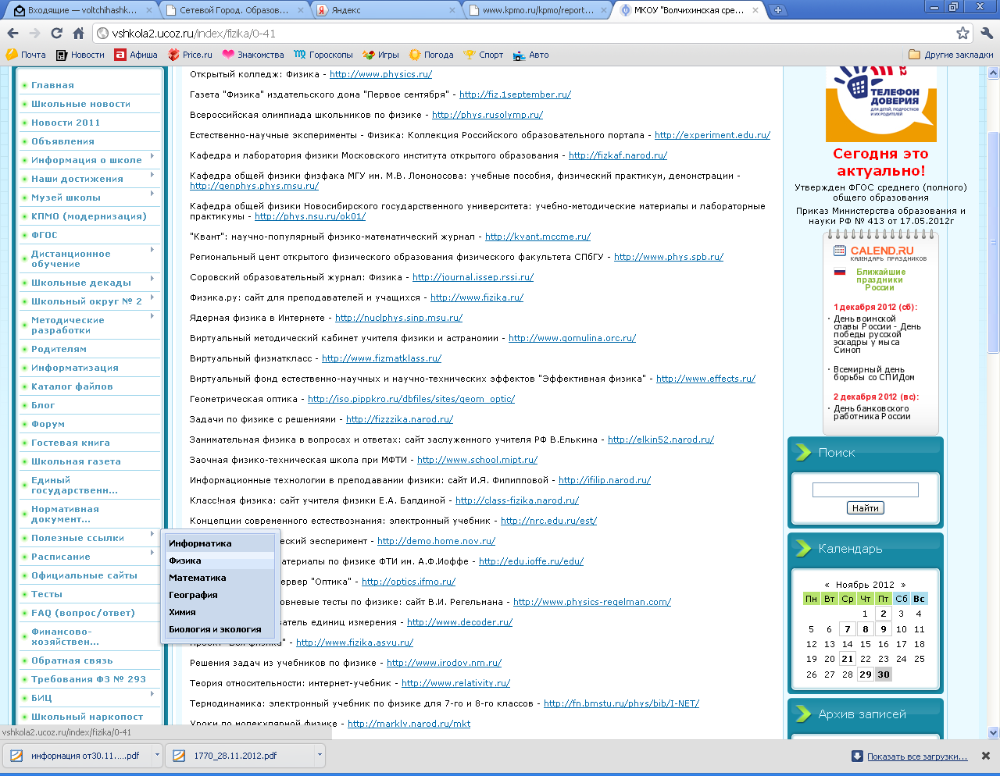 Входящие — voltchihashk...
Сетевой Город. Образов...
Яндекс
www.kpmo.ru/kpmo/report...
МКОУ "Волчихинская сре...
vshkola2.ucoz.ru/index/fizika/0-41
Почта
Новости
Афиша
Price.ru
Знакомства
Гороскопы
Игры
Погода
Спорт
Авто
Другие закладки
Главная
Школьные новости
Новости 2011
Объявления
Информация о школе
Наши достижения
Музей школы
КПМО (модернизация)
ФГОС
Дистанционное
обучение
Школьные декады
Школьный округ № 2
Методические
разработки
Родителям
Информатизация
Каталог файлов
Блог
Форум
Гостевая книга
Школьная газета
Единый
государственн...
Нормативная
документ...
Полезные ссылки
Расписание
Официальные сайты
Тесты
FAQ (вопрос/ответ)
Финансово-
хозяйствен...
Обратная связь
Требования ФЗ № 293
БИЦ
Школьный наркопост
Информатика
Физика
Математика
География
Химия
Биология и экология
Открытый колледж: Физика - http://www.physics.ru/
Газета "Физика" издательского дома "Первое сентября" - http://fiz.1september.ru/
Всероссийская олимпиада школьников по физике - http://phys.rusolymp.ru/
Естественно-научные эксперименты - Физика: Коллекция Российского образовательного портала - http://experiment.edu.ru/
Кафедра и лаборатория физики Московского института открытого образования - http://fizkaf.narod.ru/
Кафедра общей физики физфака МГУ им. М.В. Ломоносова: учебные пособия, физический практикум, демонстрации -
http://genphys.phys.msu.ru/
Кафедра общей физики Новосибирского государственного университета: учебно-методические материалы и лабораторные
практикумы - http://phys.nsu.ru/ok01/
"Квант": научно-популярный физико-математический журнал - http://kvant.mccme.ru/
Региональный цент открытого физического образования физического факультета СПбГУ - http://www.phys.spb.ru/
Соровский образовательный журнал: Физика - http://journal.issep.rssi.ru/
Физика.ру: сайт для преподавателей и учащихся - http://www.fizika.ru/
Ядерная физика в Интернете - http://nuclphys.sinp.msu.ru/
Виртуальный методический кабинет учителя физики и астраномии - http://www.gomulina.orc.ru/
Виртуальный физматкласс - http://www.fizmatklass.ru/
Виртуальный фонд естественно-научных и научно-технических эффектов "Эффективная физика" - http://www.effects.ru/
Геометрическая оптика - http://iso.pippkro.ru/dbfiles/sites/geom_optic/
Задачи по физике с решениями - http://fizzzika.narod.ru/
Занимательная физика в вопросах и ответах: сайт заслуженного учителя РФ В.Елькина - http://elkin52.narod.ru/
Заочная физико-техническая школа при МФТИ - http://www.school.mipt.ru/
Информационные технологии в преподавании физики: сайт И.Я. Филипповой - http://ifilip.narod.ru/
Класс!ная физика: сайт учителя физики Е.А. Балдиной - http://class-fizika.narod.ru/
Концепции современного естествознания: электронный учебник - http://nrc.edu.ru/est/
еский эесперимент - http://demo.home.nov.ru/
атериалы по физике ФТИ им. А.Ф.Иоффе - http://edu.ioffe.ru/edu/
ервер "Оптика" - http://optics.ifmo.ru/
овневые тесты по физике: сайт В.И. Регельмана - http://www.physics-regelman.com/
затель единиц измерения - http://www.decoder.ru/
Проект "Вся физика" - http://www.fizika.asvu.ru/
Решения задач из учебников по физике - http://www.irodov.nm.ru/
Теория относительности: интернет-учебник - http://www.relativity.ru/
Термодинамика: электронный учебник по физике для 7-го и 8-го классов - http://fn.bmstu.ru/phys/bib/I-NET/
Уроки по молекулярной физике - http://marklv.narod.ru/mkt
ТЕЛЕФОН
ДОВЕРИЯ
ДЛЯ ДЕТЕЙ, ПОДРОСТКОВ
И ИХ РОДИТЕЛЕЙ
Сегодня это
актуально!
Утвержден ФГОС среднего (полного)
общего образования
Приказ Министерства образования и
науки РФ № 413 от 17.05.2012г
CALEND.RU
КАЛЕНДАРЬ ПРАЗДНИКОВ
Ближайшие
праздники
России
1 декабря 2012 (сб):
· День воинской
славы России - День
победы русской
эскадры у мыса
Синоп
· Всемирный день
борьбы со СПИДом
2 декабря 2012 (вс):
· День банковского
работника России
Поиск
Найти
Календарь
« Ноябрь 2012 »
Пн Вт Ср Чт Пт Сб Вс
1 2 3 4
5 6 7 8 9 10 11
12 13 14 15 16 17 18
19 20 21 22 23 24 25
26 27 28 29 30
Архив записей
vshkola2.ucoz.ru/index/fizika/0-41
информация от30.11. ....pdf
1770_28.11.2012.pdf
Показать все загрузки...